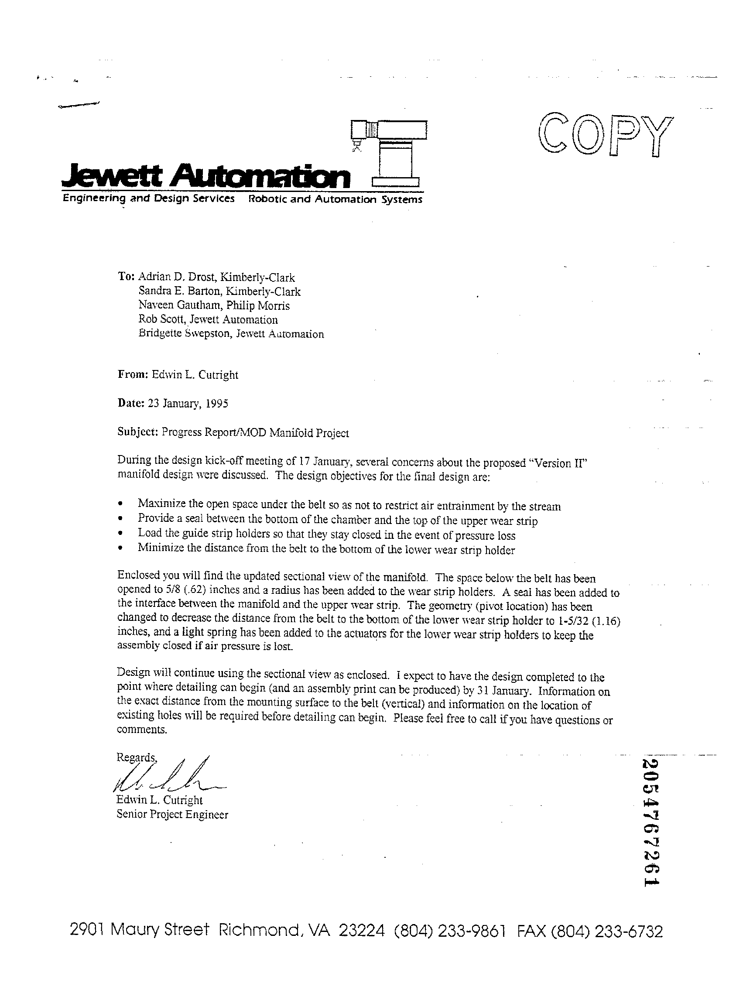 COPY
Jewett Automation
Engineering and Design Services Robotic and Automation Systems
To: Adrian D. Drost, Kimberly-Clark
Sandra E. Barton, Kimberly-Clark
Naveen Gautham, Philip Morris
Rob Scott, Jewett Automation
Bridgette Swepston, Jewett Automation
From: Edwin L. Cutright
Date: 23 January, 1995
Subject: Progress Report/MOD Manifold Project
During the design kick-off meeting of 17 January, several concerns about the proposed “Version II”
manifold design were discussed. The design objectives for the final design are:
• Maximize the open space under the belt so as not to restrict air entrainment by the stream
• Provide a seal between the bottom of the chamber and the top of the upper wear strip
• Load the guide strip holders so that they stay closed in the event of pressure loss
• Minimize the distance from the belt to the bottom of the lower wear strip holder
Enclosed you will find the updated sectional view of the manifold. The space below the belt has been
opened to 5/8 (.62) inches and a radius has been added to the wear strip holders. A seal has been added to
the interface between the manifold and the upper wear strip. The geometry (pivot location) has been
changed to decrease the distance from the belt to the bottom of the lower wear strip holder to 1-5/32 (1.16)
inches, and a light spring has been added to the actuators for the lower wear strip holders to keep the
assembly closed if air pressure is lost.
Design will continue using the sectional view as enclosed. I expect to have the design completed to the
point where detailing can begin (and an assembly print can be produced) by 31 January. Information on
the exact distance from the mounting surface to the belt (vertical) and information on the location of
existing holes will be required before detailing can begin. Please feel free to call if you have questions or
comments.
Regards,
Edwin L. Cutright
Senior Project Engineer
2054767261
2901 Maury Street Richmond, VA 23224 (804) 233-9861 FAX (804) 233-6732